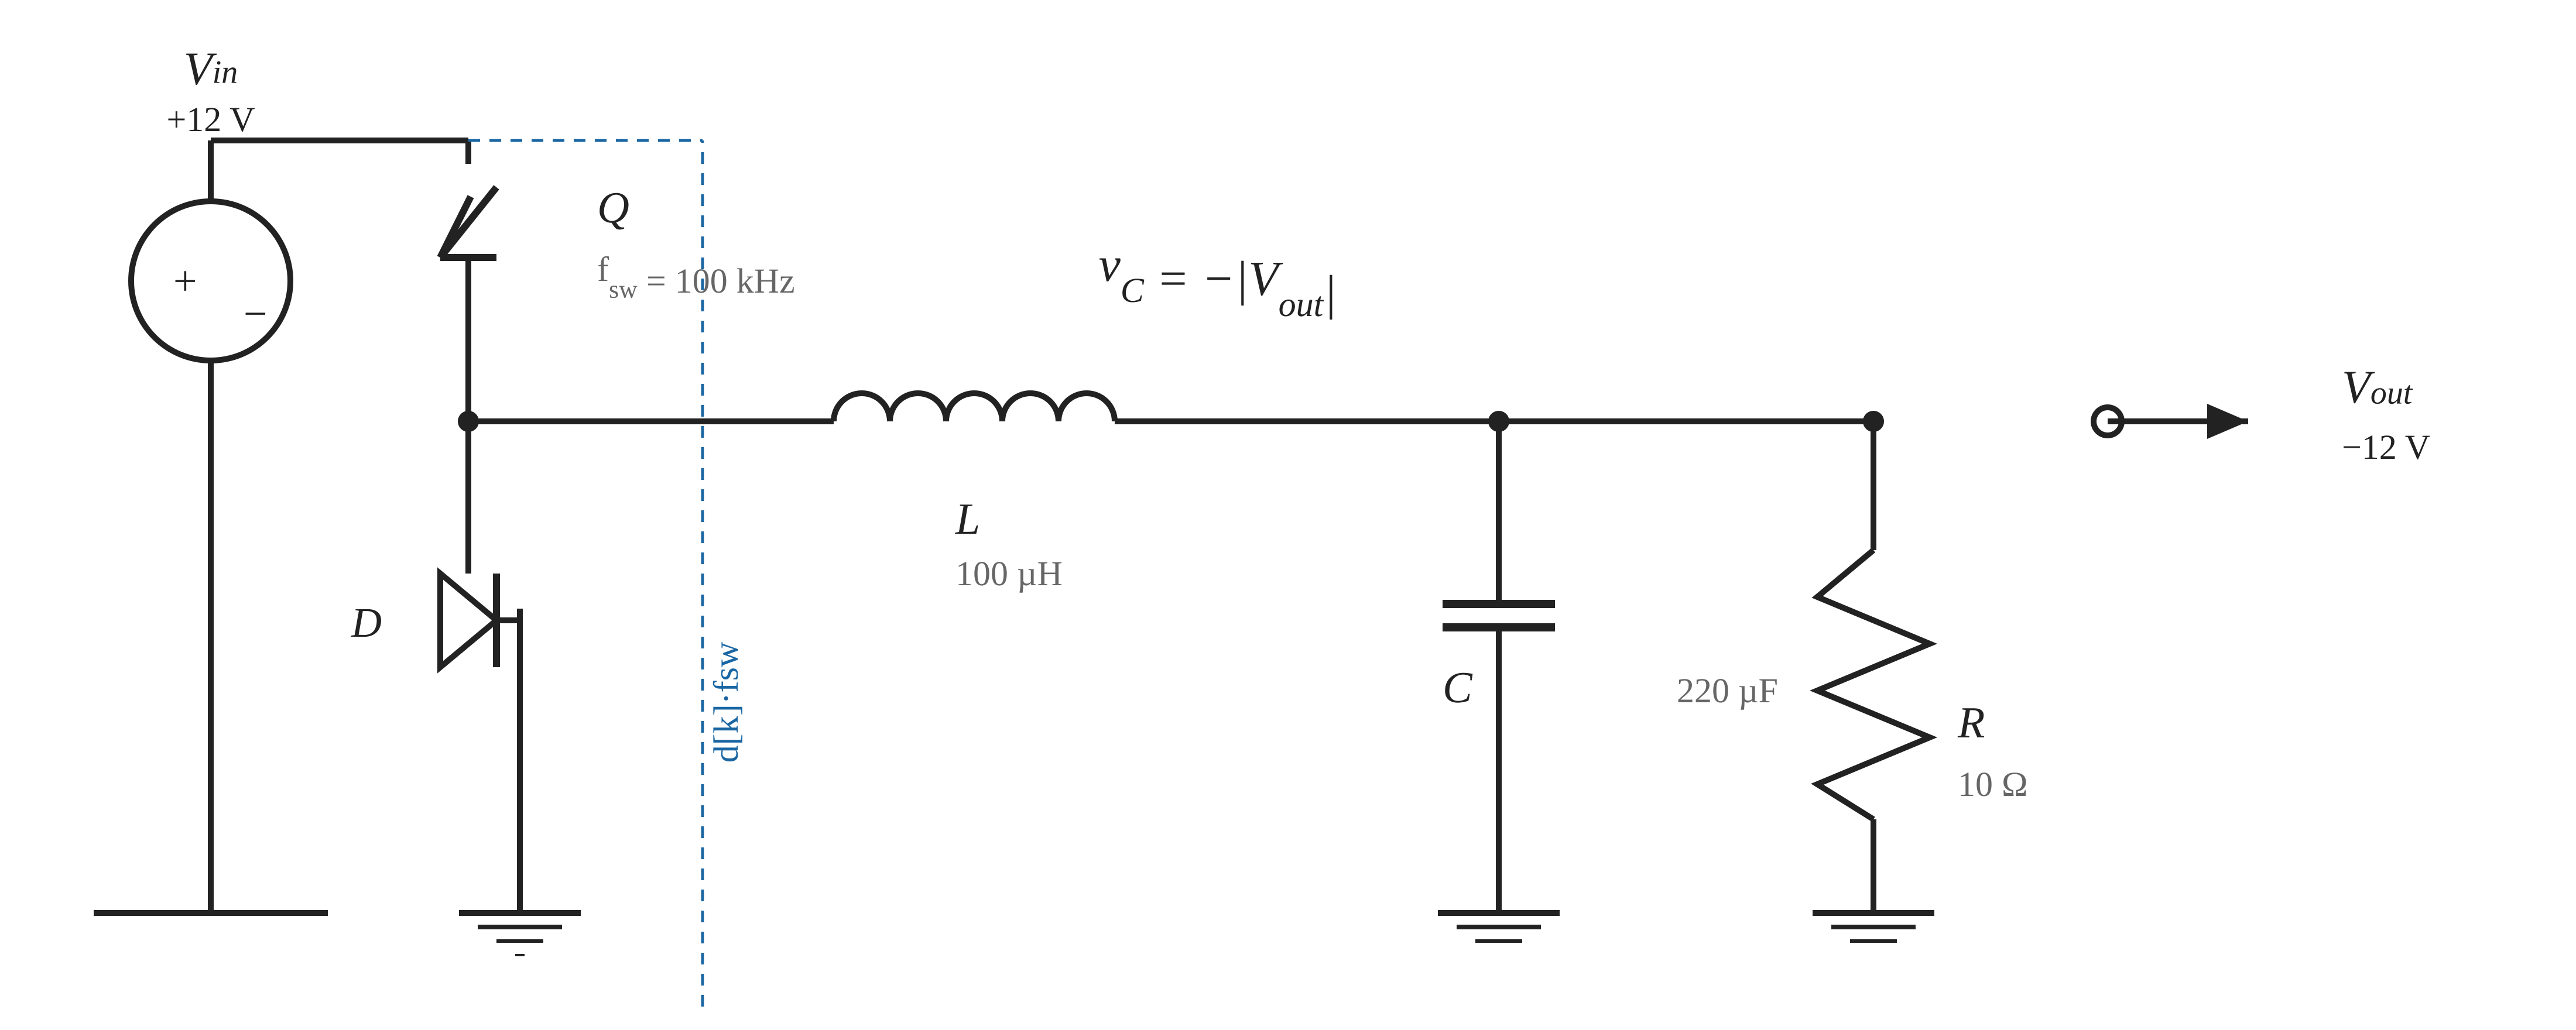 Vin
+12 V
+
−
Q
fsw = 100 kHz
vC = −|Vout|
Vout
−12 V
L
100 µH
D
d[k]·fsw
C
220 µF
R
10 Ω